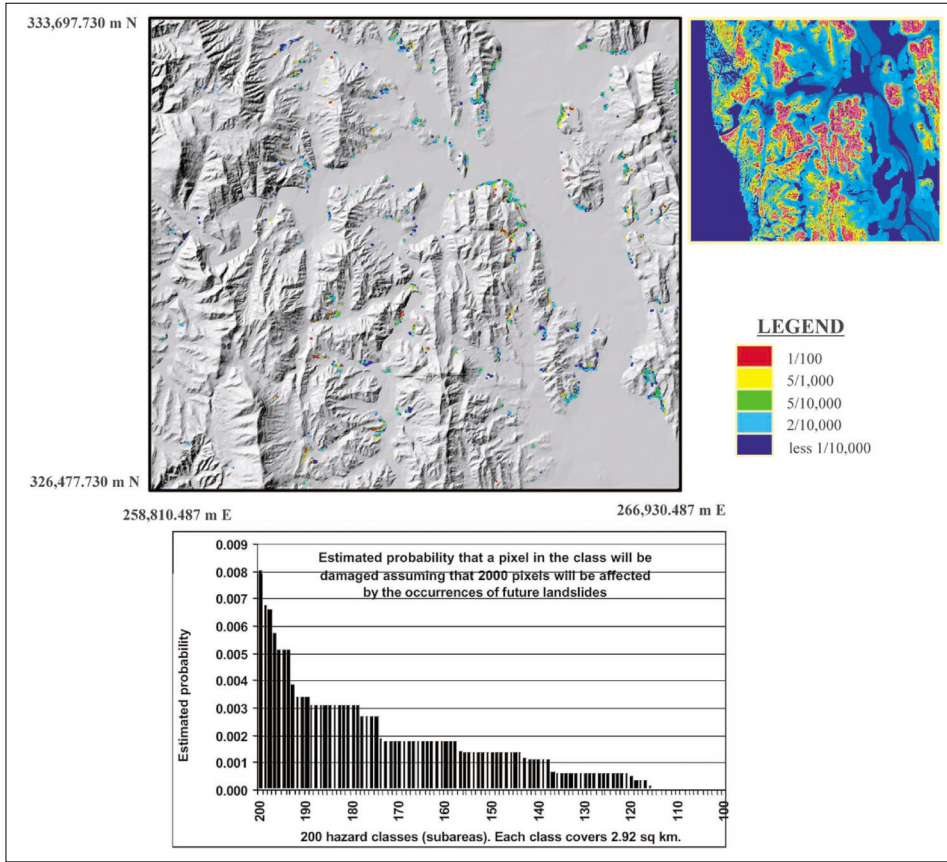 333,697.730 m N
326,477.730 m N
258,810.487 m E
266,930.487 m E
LEGEND
1/100
5/1,000
5/10,000
2/10,000
less 1/10,000
Estimated probability that a pixel in the class will be
damaged assuming that 2000 pixels will be affected
by the occurrences of future landslides
Estimated probability
0.009
0.008
0.007
0.006
0.005
0.004
0.003
0.002
0.001
0.000
200
190
180
170
160
150
140
130
120
110
100
200 hazard classes (subareas). Each class covers 2.92 sq km.